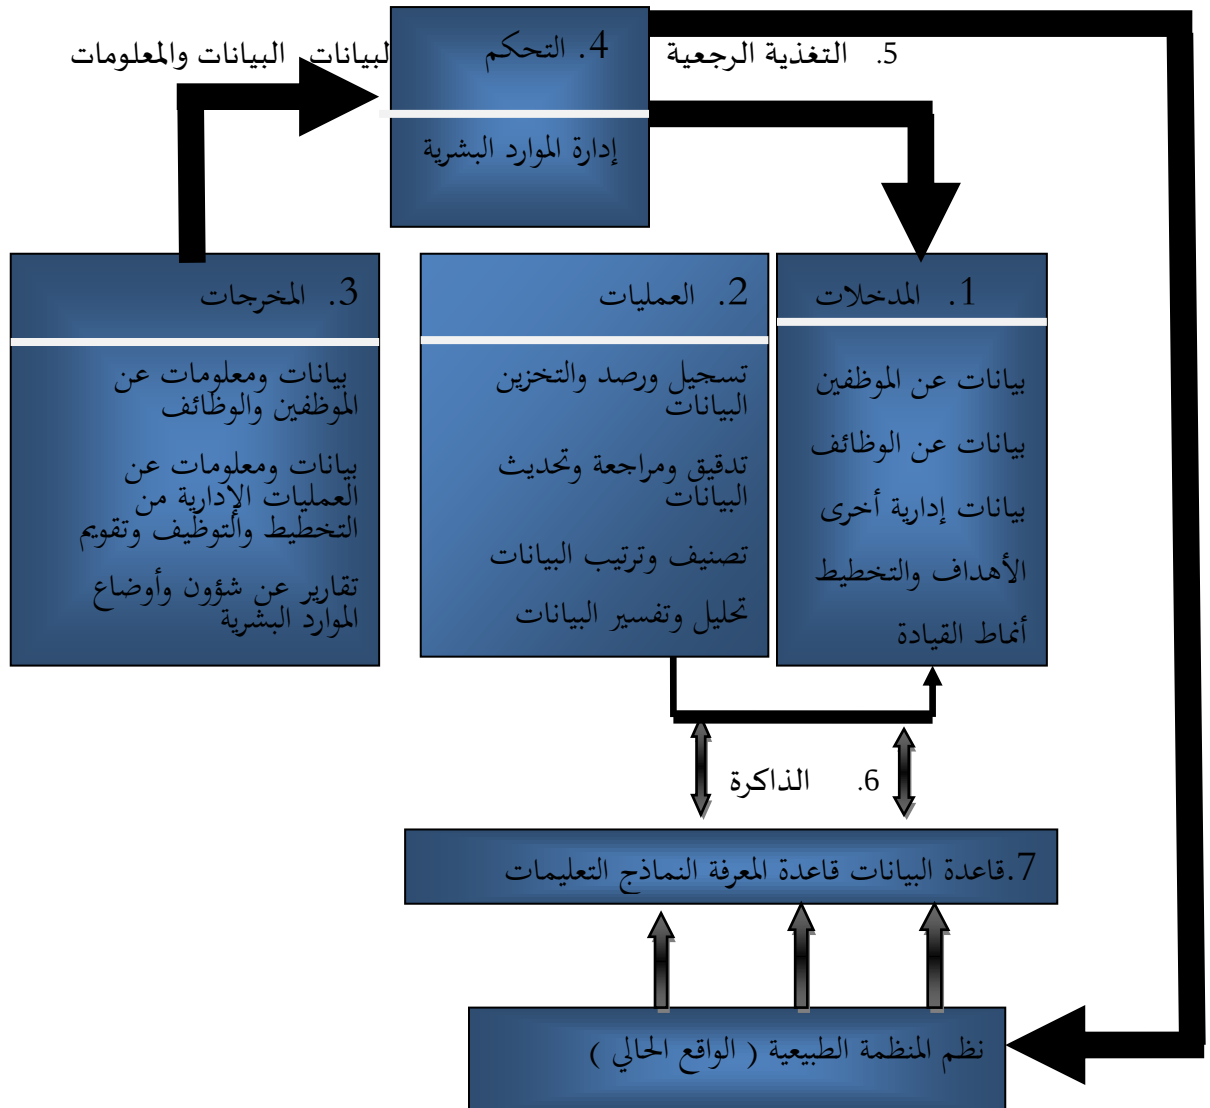 4. التحكم
إدارة الموارد البشرية
5. التغذية الرجعية
لبيانات البيانات والمعلومات
1. المدخلات
بيانات عن الموظفين
بيانات عن الوظائف
بيانات إدارية أخرى
الأهداف والتخطيط
أنماط القيادة
2. العمليات
تسجيل ورصد والتخزين
البيانات
تدقيق ومراجعة وتحديث
البيانات
تصنيف وترتيب البيانات
تحليل وتفسير البيانات
3. المخرجات
بيانات ومعلومات عن
الموظفين والوظائف
بيانات ومعلومات عن
العمليات الإدارية من
التخطيط والتوظيف وتقويم
تقارير عن شؤون وأوضاع
الموارد البشرية
6. الذاكرة
7.قاعدة البيانات قاعدة المعرفة النماذج التعليمات
نظم المنظمة الطبيعية ( الواقع الحالي )